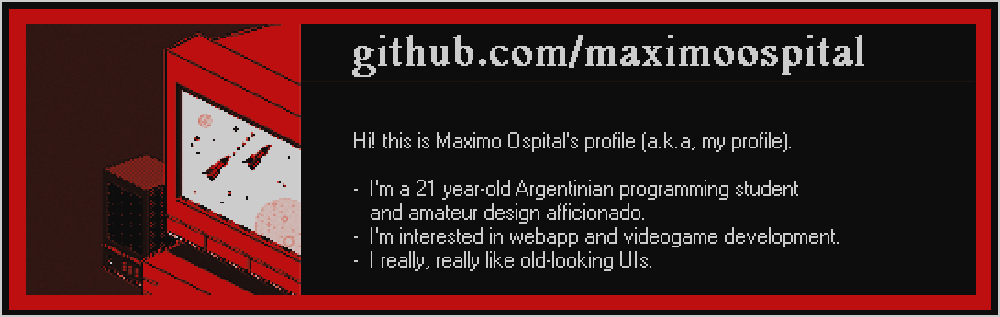 github.com/maximoospital
Hi! this is Maximo Ospital's profile (a.k.a, my profile).
- I'm a 21 year-old Argentinian programming student
and amateur design afficionado.
- I'm interested in webapp and videogame development.
- I really, really like old-looking UIs.